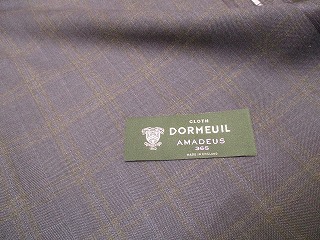 CLOTH
DORMEUIL
AMADEUS
365
MADE IN ENGLAND